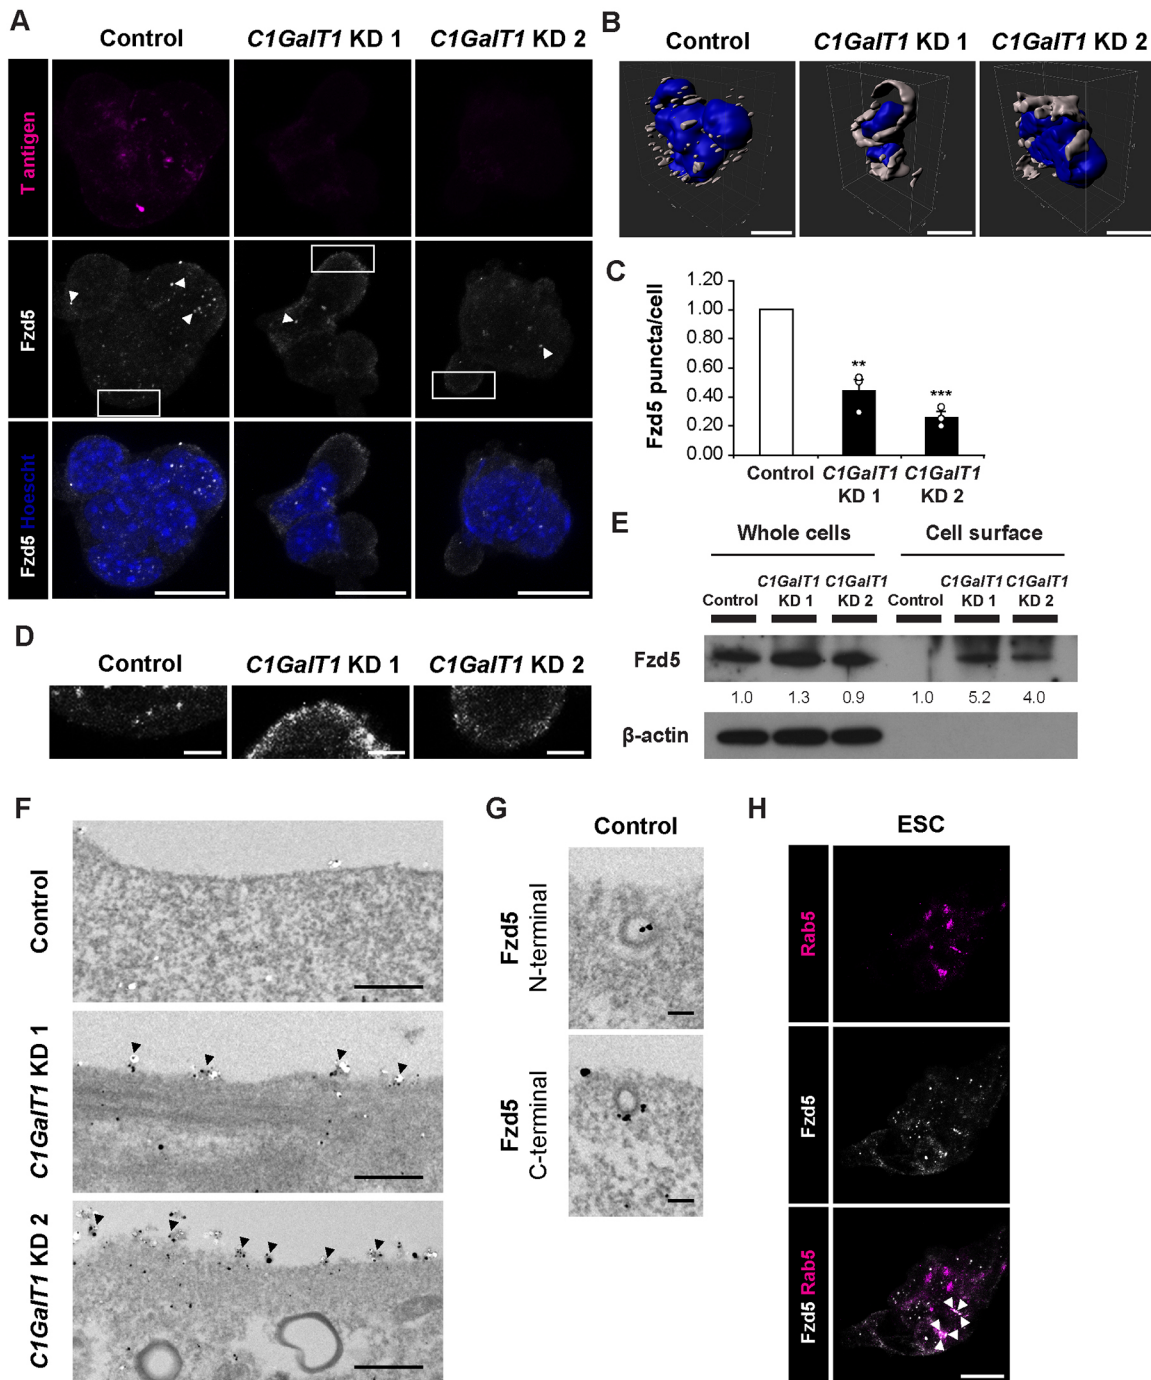 A
Control
C1GalT1 KD 1
C1GalT1 KD 2
T antigen
Fzd5
Fzd5 Hoescht
B
Control
C1GalT1 KD 1
C1GalT1 KD 2
C
Fzd5 puncta/cell
1.20
1.00
0.80
0.60
0.40
0.20
0.00
**
***
Control
C1GalT1
KD 1
C1GalT1
KD 2
D
Control
C1GalT1 KD 1
C1GalT1 KD 2
E
Whole cells
Cell surface
Control
C1GalT1
KD 1
C1GalT1
KD 2
Control
C1GalT1
KD 1
C1GalT1
KD 2
Fzd5
1.0 1.3 0.9 1.0 5.2 4.0
β-actin
F
Control
C1GalT1 KD 1
C1GalT1 KD 2
G
Control
Fzd5
N-terminal
Fzd5
C-terminal
H
ESC
Rab5
Fzd5
Fzd5 Rab5